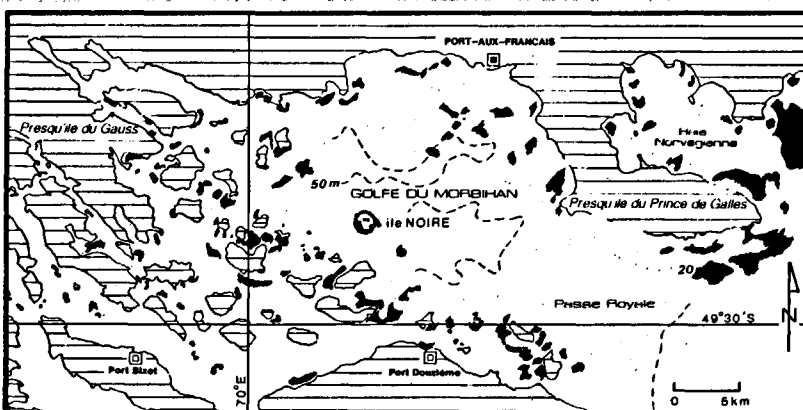 PORT-AUX-FRANCAIS
Presqu'ile du Gauss
Norvegienne
50 m
GOLFE DU MORBIHAN
Presqu'ile du Prince de Galles
ile NOIRE
20
Passe Royale
49°30'S
N
Port Bizet
Port Douzième
70°E
0 5 km